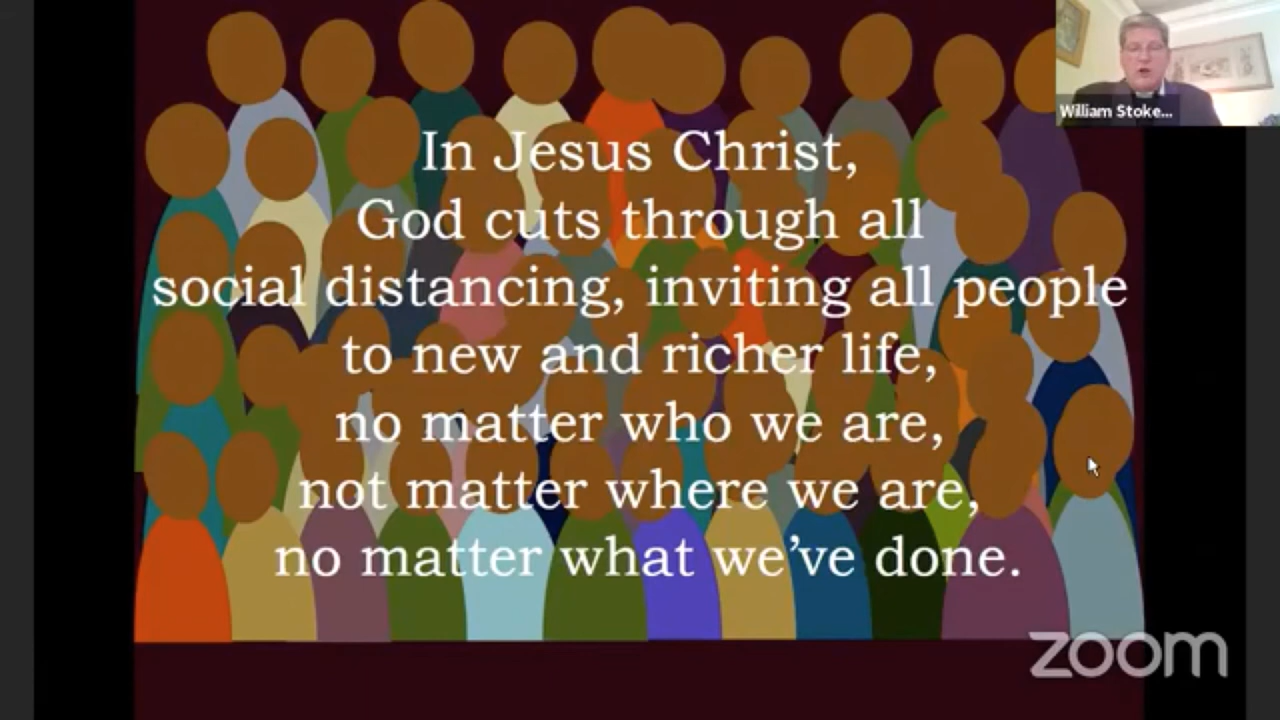 In Jesus Christ,
God cuts through all
social distancing, inviting all people
to new and richer life,
no matter who we are,
not matter where we are,
no matter what we've done.
William Stoke...
zoom